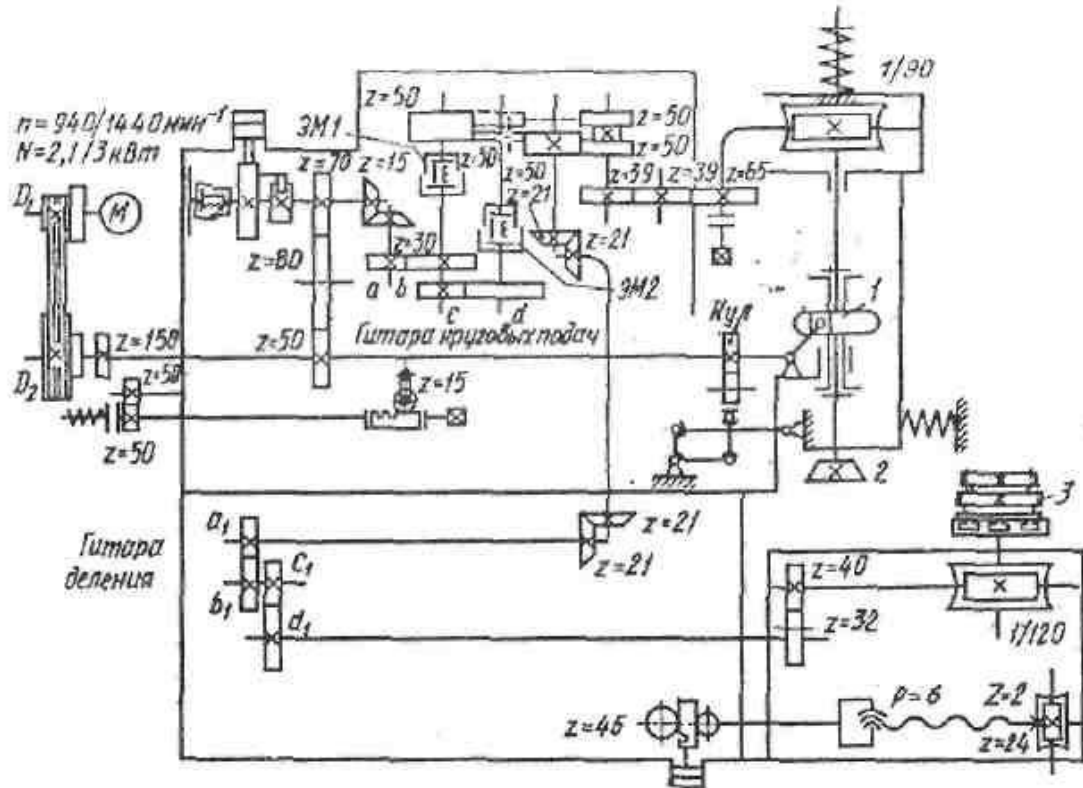 1/90
n=940/1440 мин⁻¹
N=2,1/3 кВт
ЭМ1
z=50
z=50
z=50
z=70
z=15
z=50
z=50
z=21
z=39
z=39
z=65
z=21
D₁
M
z=80
z=30
a b
ЭМ2
1
c
d
Кул
Гитара круговых подач
z=150
z=50
D₂
z=50
z=15
z=50
2
3
a₁
z=21
Гитара
деления
z=21
c₁
b₁
d₁
z=40
z=32
1/120
P=6
Z=2
z=45
z=24